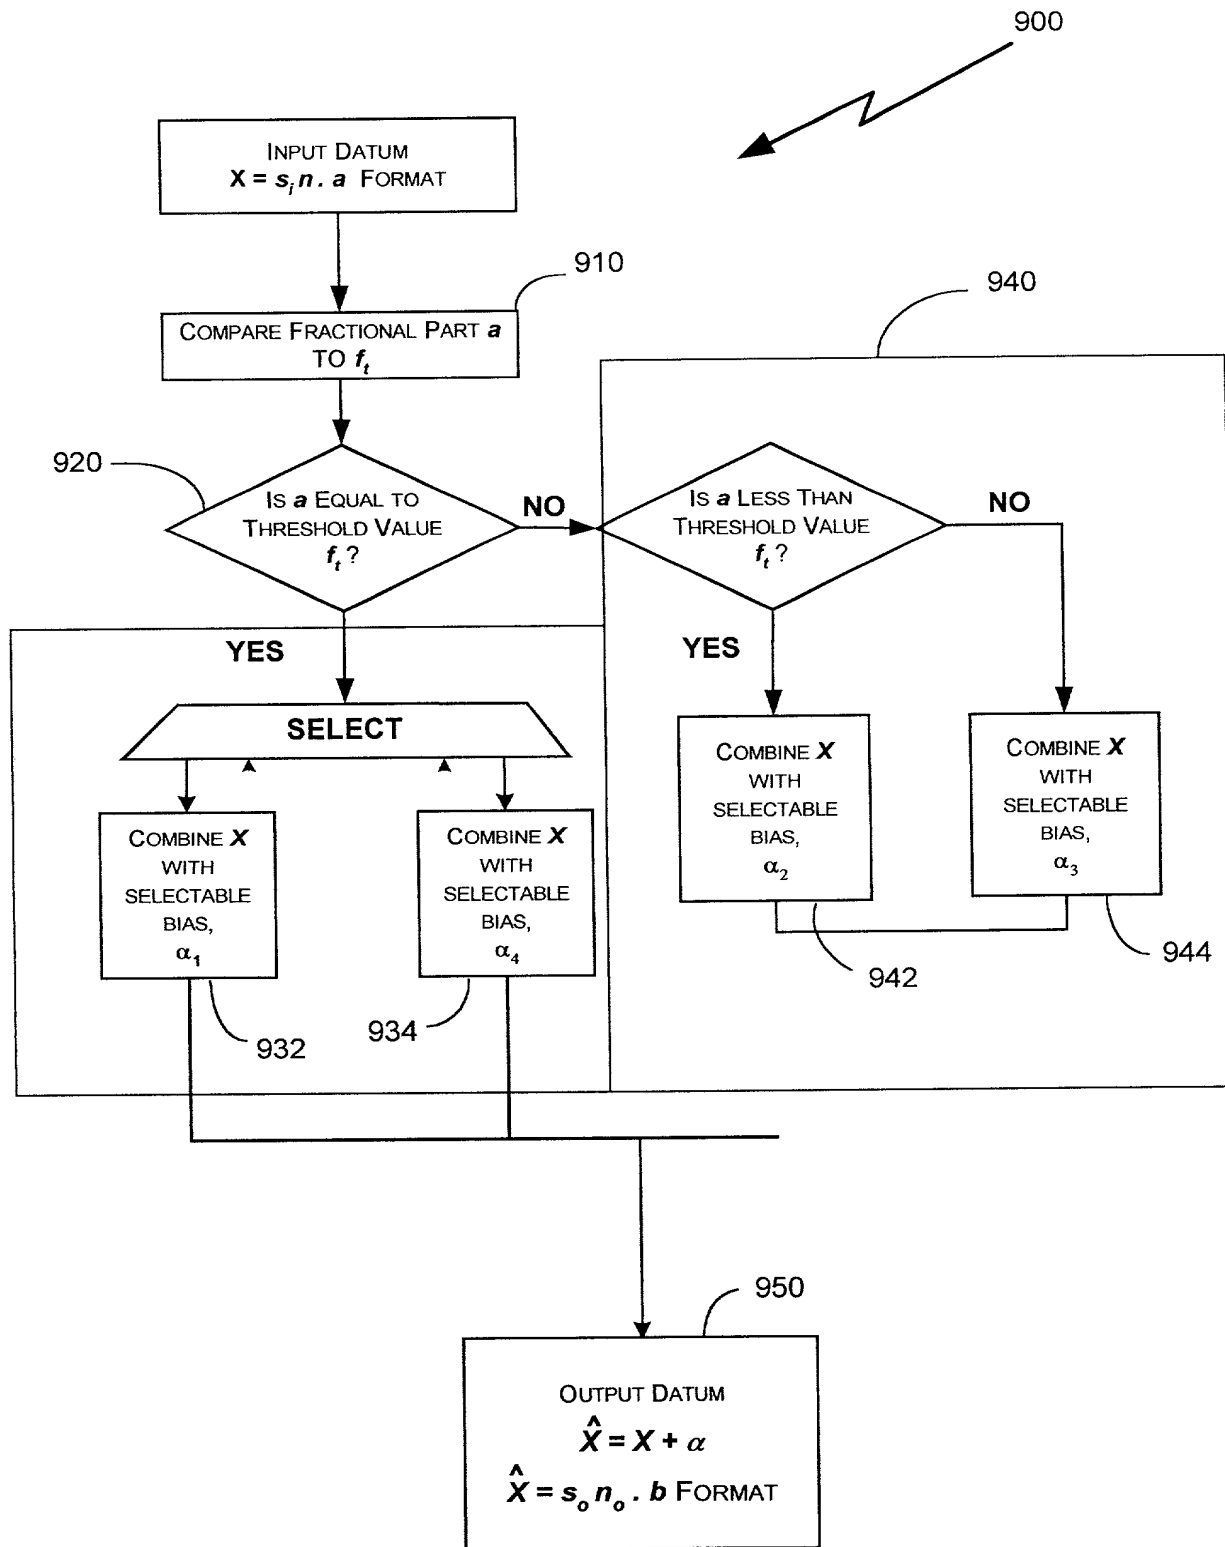 900
INPUT DATUM
X = s_i n . a FORMAT
910
COMPARE FRACTIONAL PART a
TO f_t
940
920
IS a EQUAL TO
THRESHOLD VALUE
f_t ?
NO
IS a LESS THAN
THRESHOLD VALUE
f_t ?
NO
YES
YES
SELECT
COMBINE X
WITH
SELECTABLE
BIAS,
α_1
COMBINE X
WITH
SELECTABLE
BIAS,
α_4
COMBINE X
WITH
SELECTABLE
BIAS,
α_2
COMBINE X
WITH
SELECTABLE
BIAS,
α_3
932
934
942
944
950
OUTPUT DATUM
X̂ = X + α
X̂ = s_o n_o . b FORMAT